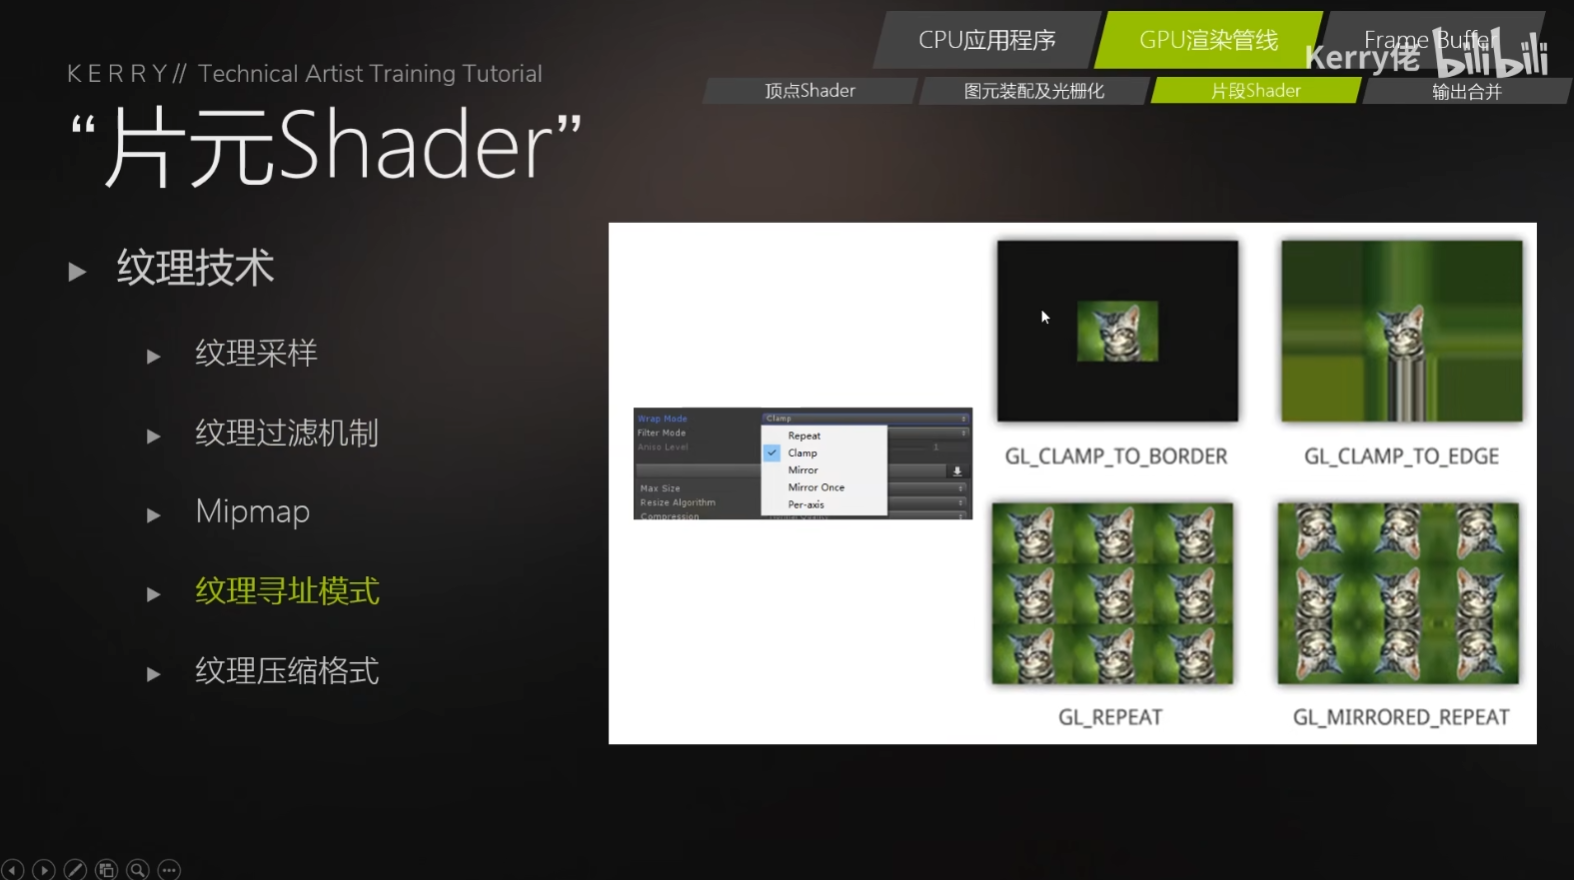 CPU应用程序
GPU渲染管线
Frame Buffer
Kerry佬 bilibili
顶点Shader
图元装配及光栅化
片段Shader
输出合并
KERRY// Technical Artist Training Tutorial
“片元Shader”
纹理技术
纹理采样
纹理过滤机制
Mipmap
纹理寻址模式
纹理压缩格式
Wrap Mode
Clamp
Filter Mode
Aniso Level
1
Repeat
Clamp
Mirror
Mirror Once
Per-axis
Max Size
Resize Algorithm
Compression
GL_CLAMP_TO_BORDER
GL_CLAMP_TO_EDGE
GL_REPEAT
GL_MIRRORED_REPEAT